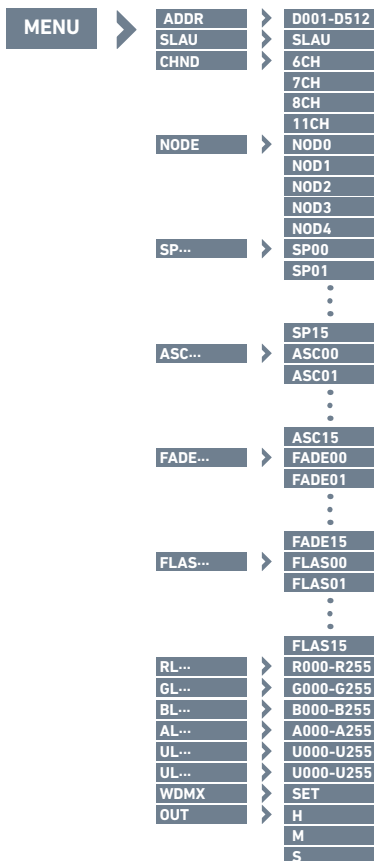 MENU
ADDR D001-D512
SLAU SLAU
CHND 6CH
7CH
8CH
11CH
NODE NOD0
NOD1
NOD2
NOD3
NOD4
SP... SP00
SP01
SP15
ASC... ASC00
ASC01
ASC15
FADE... FADE00
FADE01
FADE15
FLAS... FLAS00
FLAS01
FLAS15
RL... R000-R255
GL... G000-G255
BL... B000-B255
AL... A000-A255
UL... U000-U255
UL... U000-U255
WDMX SET
OUT H
M
S